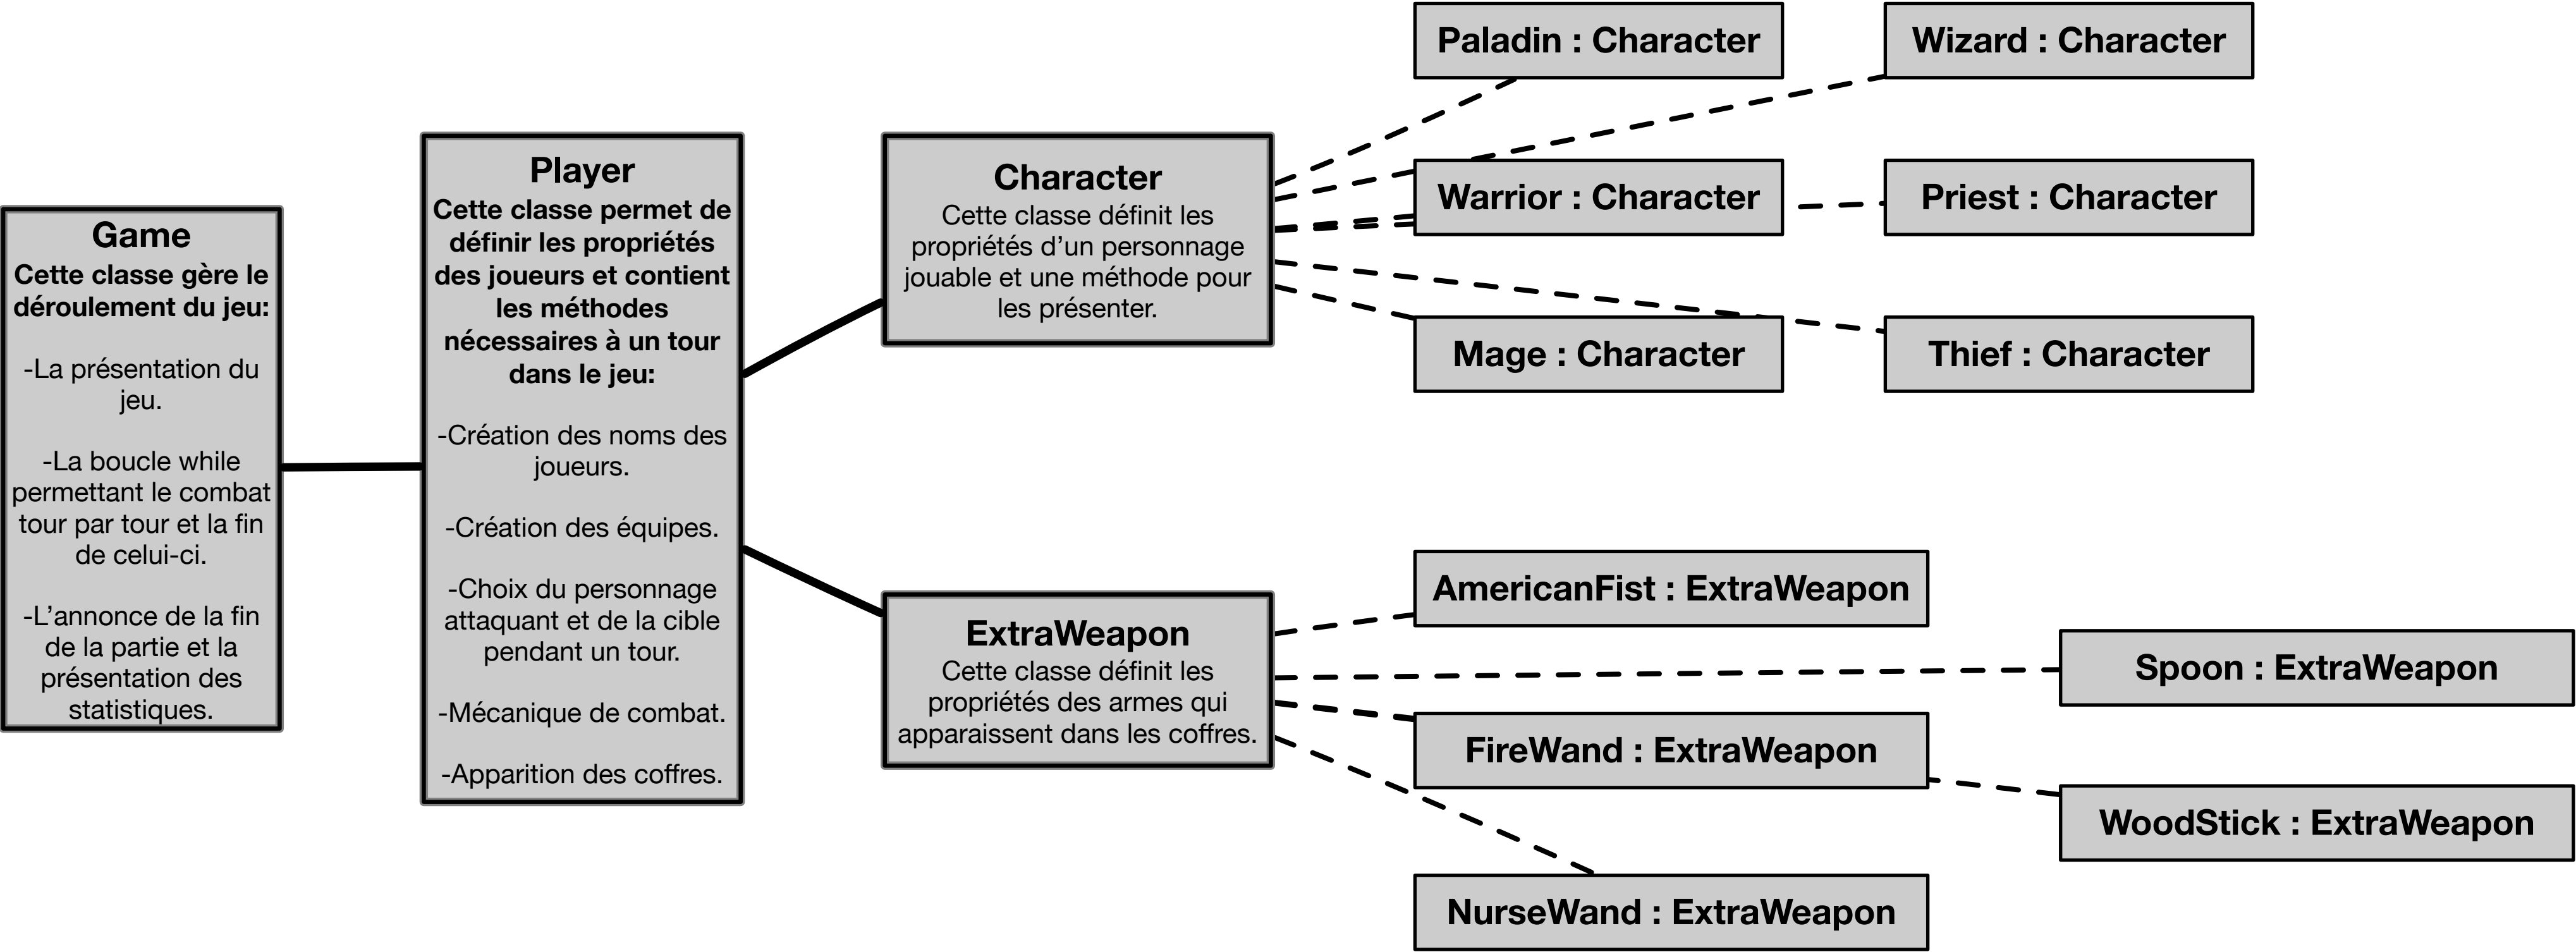 Game
Cette classe gère le
déroulement du jeu:
-La présentation du
jeu.
-La boucle while
permettant le combat
tour par tour et la fin
de celui-ci.
-L’annonce de la fin
de la partie et la
présentation des
statistiques.
Player
Cette classe permet de
définir les propriétés
des joueurs et contient
les méthodes
nécessaires à un tour
dans le jeu:
-Création des noms des
joueurs.
-Création des équipes.
-Choix du personnage
attaquant et de la cible
pendant un tour.
-Mécanique de combat.
-Apparition des coffres.
Character
Cette classe définit les
propriétés d’un personnage
jouable et une méthode pour
les présenter.
Paladin : Character
Wizard : Character
Warrior : Character
Priest : Character
Mage : Character
Thief : Character
ExtraWeapon
Cette classe définit les
propriétés des armes qui
apparaissent dans les coffres.
AmericanFist : ExtraWeapon
Spoon : ExtraWeapon
FireWand : ExtraWeapon
WoodStick : ExtraWeapon
NurseWand : ExtraWeapon